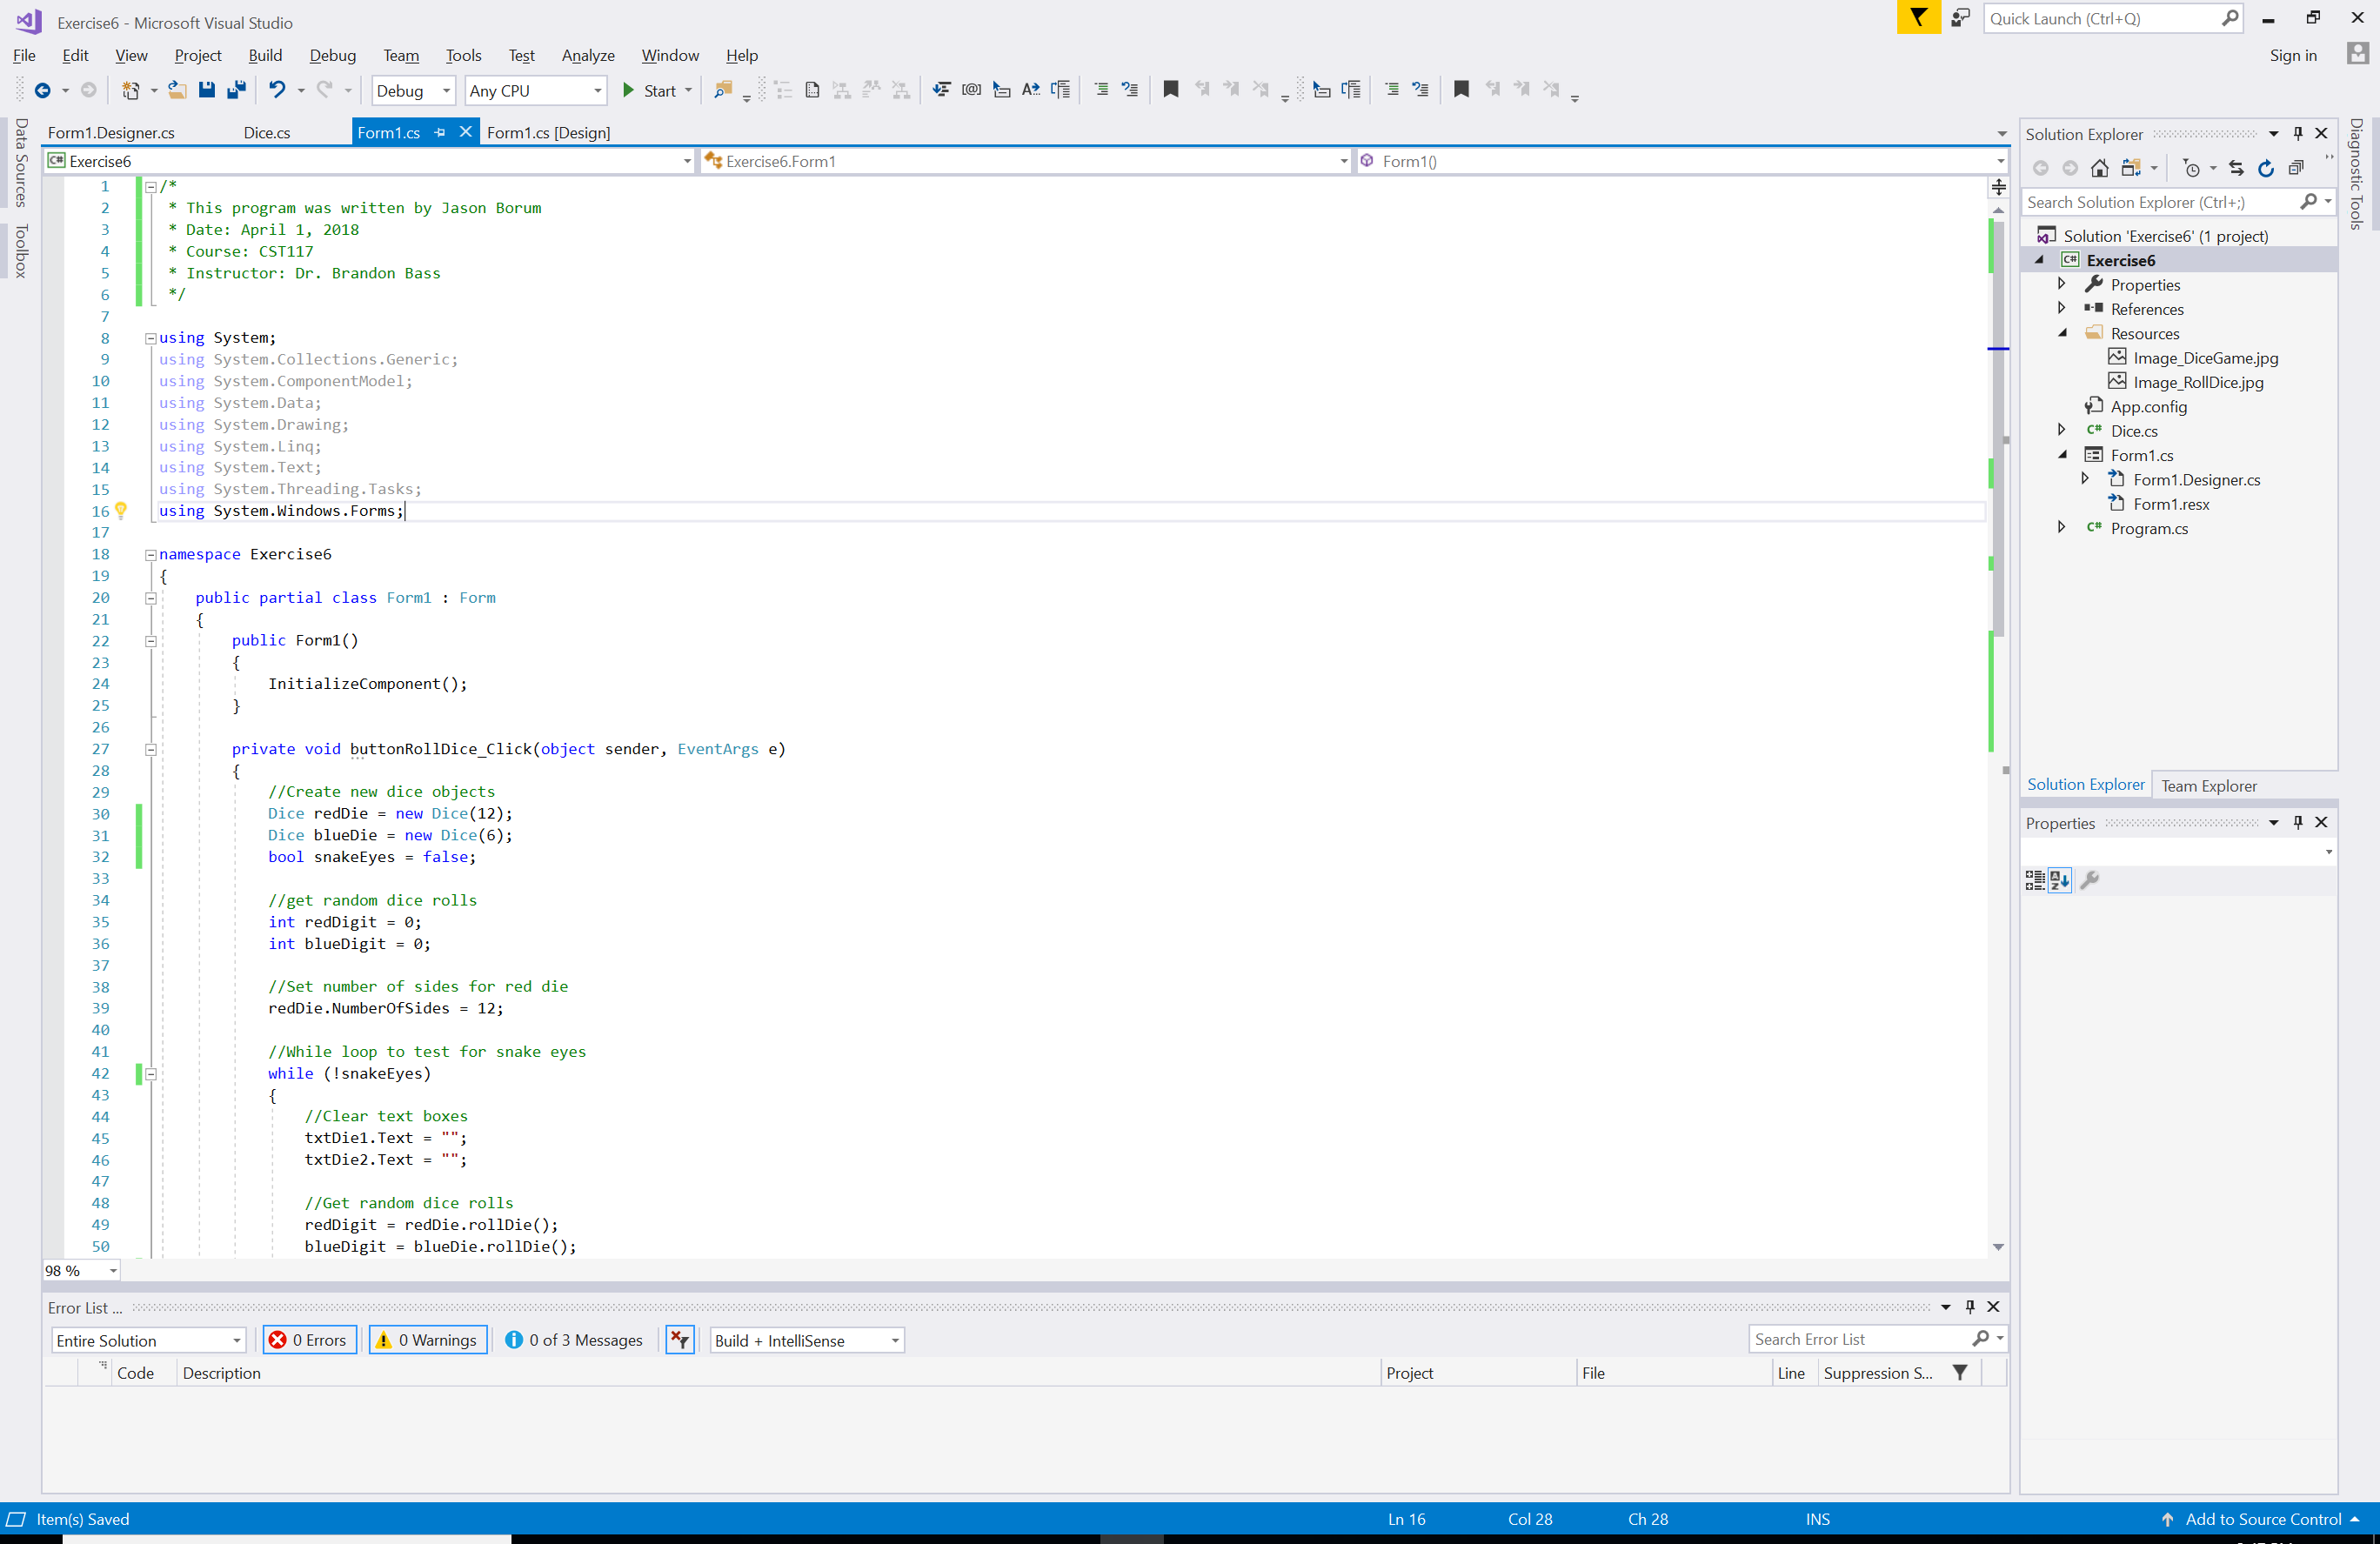 Exercise6 - Microsoft Visual Studio
Quick Launch (Ctrl+Q)
File Edit View Project Build Debug Team Tools Test Analyze Window Help
Sign in
Debug Any CPU Start
Data Sources
Toolbox
Form1.Designer.cs Dice.cs Form1.cs Form1.cs [Design]
Exercise6 Exercise6.Form1 Form1()
1 /*
2 * This program was written by Jason Borum
3 * Date: April 1, 2018
4 * Course: CST117
5 * Instructor: Dr. Brandon Bass
6 */
7
8 using System;
9 using System.Collections.Generic;
10 using System.ComponentModel;
11 using System.Data;
12 using System.Drawing;
13 using System.Linq;
14 using System.Text;
15 using System.Threading.Tasks;
16 using System.Windows.Forms;
17
18 namespace Exercise6
19 {
20 public partial class Form1 : Form
21 {
22 public Form1()
23 {
24 InitializeComponent();
25 }
26
27 private void buttonRollDice_Click(object sender, EventArgs e)
28 {
29 //Create new dice objects
30 Dice redDie = new Dice(12);
31 Dice blueDie = new Dice(6);
32 bool snakeEyes = false;
33
34 //get random dice rolls
35 int redDigit = 0;
36 int blueDigit = 0;
37
38 //Set number of sides for red die
39 redDie.NumberOfSides = 12;
40
41 //While loop to test for snake eyes
42 while (!snakeEyes)
43 {
44 //Clear text boxes
45 txtDie1.Text = "";
46 txtDie2.Text = "";
47
48 //Get random dice rolls
49 redDigit = redDie.rollDie();
50 blueDigit = blueDie.rollDie();
98 %
Error List ...
Entire Solution 0 Errors 0 Warnings 0 of 3 Messages Build + IntelliSense Search Error List
Code Description Project File Line Suppression S...
Solution Explorer
Search Solution Explorer (Ctrl+;)
Solution 'Exercise6' (1 project)
C# Exercise6
Properties
References
Resources
Image_DiceGame.jpg
Image_RollDice.jpg
App.config
C# Dice.cs
Form1.cs
Form1.Designer.cs
Form1.resx
C# Program.cs
Solution Explorer Team Explorer
Properties
Diagnostic Tools
Item(s) Saved Ln 16 Col 28 Ch 28 INS Add to Source Control